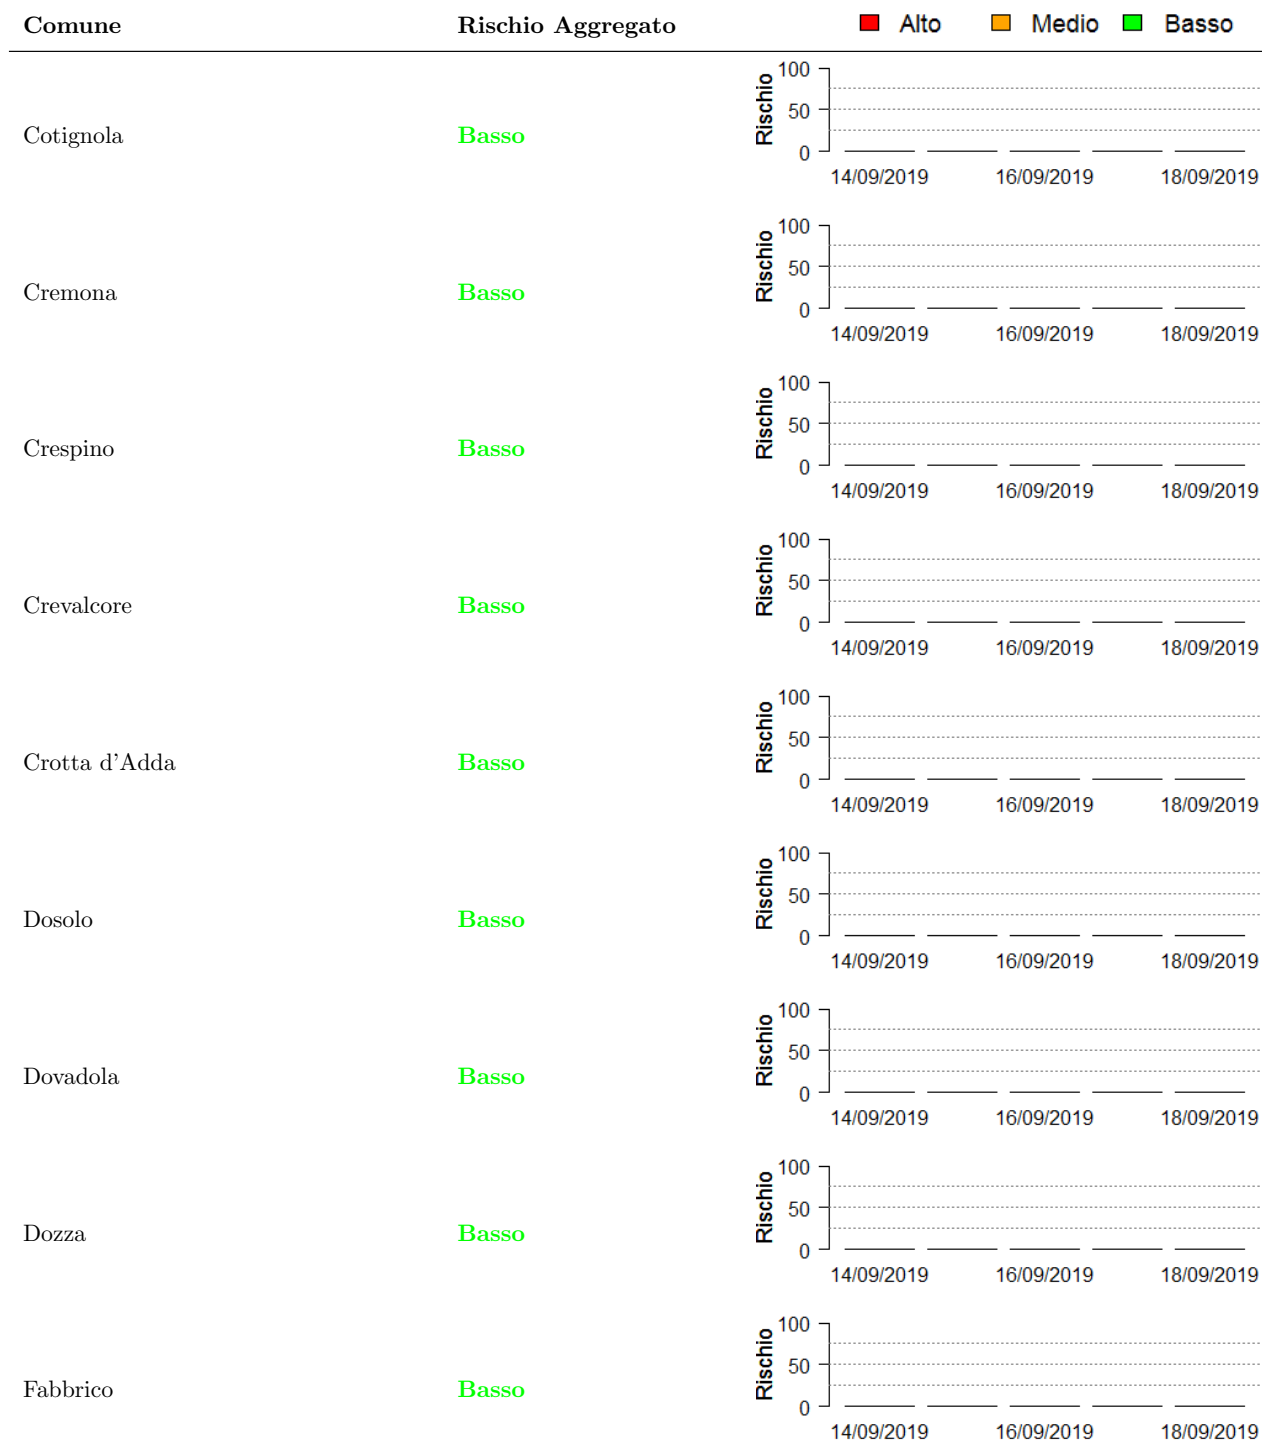 Comune Rischio Aggregato Alto Medio Basso
Cotignola Basso
Rischio
100
50
0
14/09/2019 16/09/2019 18/09/2019
Cremona Basso
Rischio
100
50
0
14/09/2019 16/09/2019 18/09/2019
Crespino Basso
Rischio
100
50
0
14/09/2019 16/09/2019 18/09/2019
Crevalcore Basso
Rischio
100
50
0
14/09/2019 16/09/2019 18/09/2019
Crotta d'Adda Basso
Rischio
100
50
0
14/09/2019 16/09/2019 18/09/2019
Dosolo Basso
Rischio
100
50
0
14/09/2019 16/09/2019 18/09/2019
Dovadola Basso
Rischio
100
50
0
14/09/2019 16/09/2019 18/09/2019
Dozza Basso
Rischio
100
50
0
14/09/2019 16/09/2019 18/09/2019
Fabbrico Basso
Rischio
100
50
0
14/09/2019 16/09/2019 18/09/2019